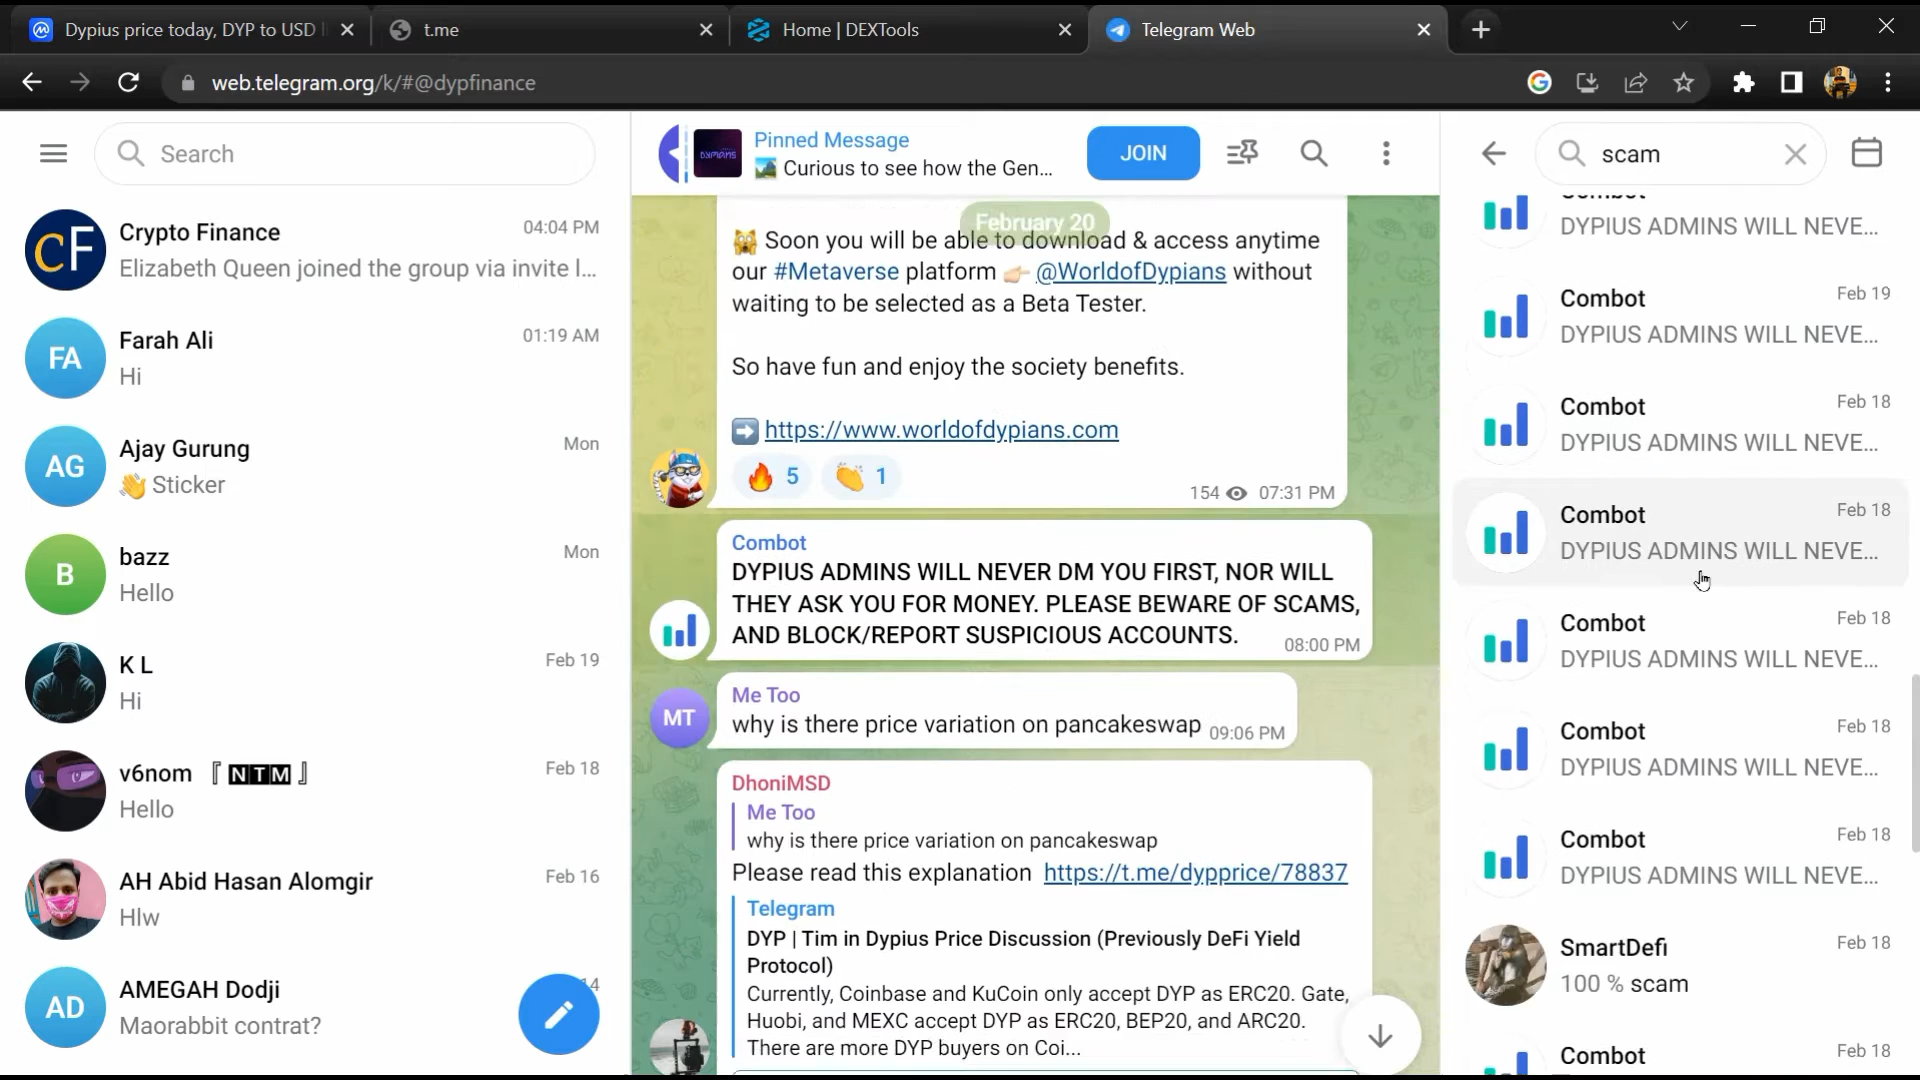 Dypius price today, DYP to USD
t.me
Home | DEXTools
Telegram Web
web.telegram.org/k/#@dypfinance
Search
Crypto Finance 04:04 PM
Elizabeth Queen joined the group via invite l...
FA
Farah Ali 01:19 AM
Hi
AG
Ajay Gurung Mon
👋 Sticker
B
bazz Mon
Hello
K L Feb 19
Hi
v6nom 『🅽🆃🅼』 Feb 18
Hello
AH Abid Hasan Alomgir Feb 16
Hlw
AD
AMEGAH Dodji 14
Maorabbit contrat?
Pinned Message
🏞️ Curious to see how the Gen...
JOIN
February 20
🙀 Soon you will be able to download & access anytime
our #Metaverse platform 👉🏻 @WorldofDypians without
waiting to be selected as a Beta Tester.
So have fun and enjoy the society benefits.
➡️ https://www.worldofdypians.com
🔥 5 👏 1
154 07:31 PM
Combot
DYPIUS ADMINS WILL NEVER DM YOU FIRST, NOR WILL
THEY ASK YOU FOR MONEY. PLEASE BEWARE OF SCAMS,
AND BLOCK/REPORT SUSPICIOUS ACCOUNTS. 08:00 PM
MT
Me Too
why is there price variation on pancakeswap 09:06 PM
DhoniMSD
Me Too
why is there price variation on pancakeswap
Please read this explanation https://t.me/dypprice/78837
Telegram
DYP | Tim in Dypius Price Discussion (Previously DeFi Yield
Protocol)
Currently, Coinbase and KuCoin only accept DYP as ERC20. Gate,
Huobi, and MEXC accept DYP as ERC20, BEP20, and ARC20.
There are more DYP buyers on Coi...
scam
DYPIUS ADMINS WILL NEVE...
Combot Feb 19
DYPIUS ADMINS WILL NEVE...
Combot Feb 18
DYPIUS ADMINS WILL NEVE...
Combot Feb 18
DYPIUS ADMINS WILL NEVE...
Combot Feb 18
DYPIUS ADMINS WILL NEVE...
Combot Feb 18
DYPIUS ADMINS WILL NEVE...
Combot Feb 18
DYPIUS ADMINS WILL NEVE...
SmartDefi Feb 18
100 % scam
Combot Feb 18